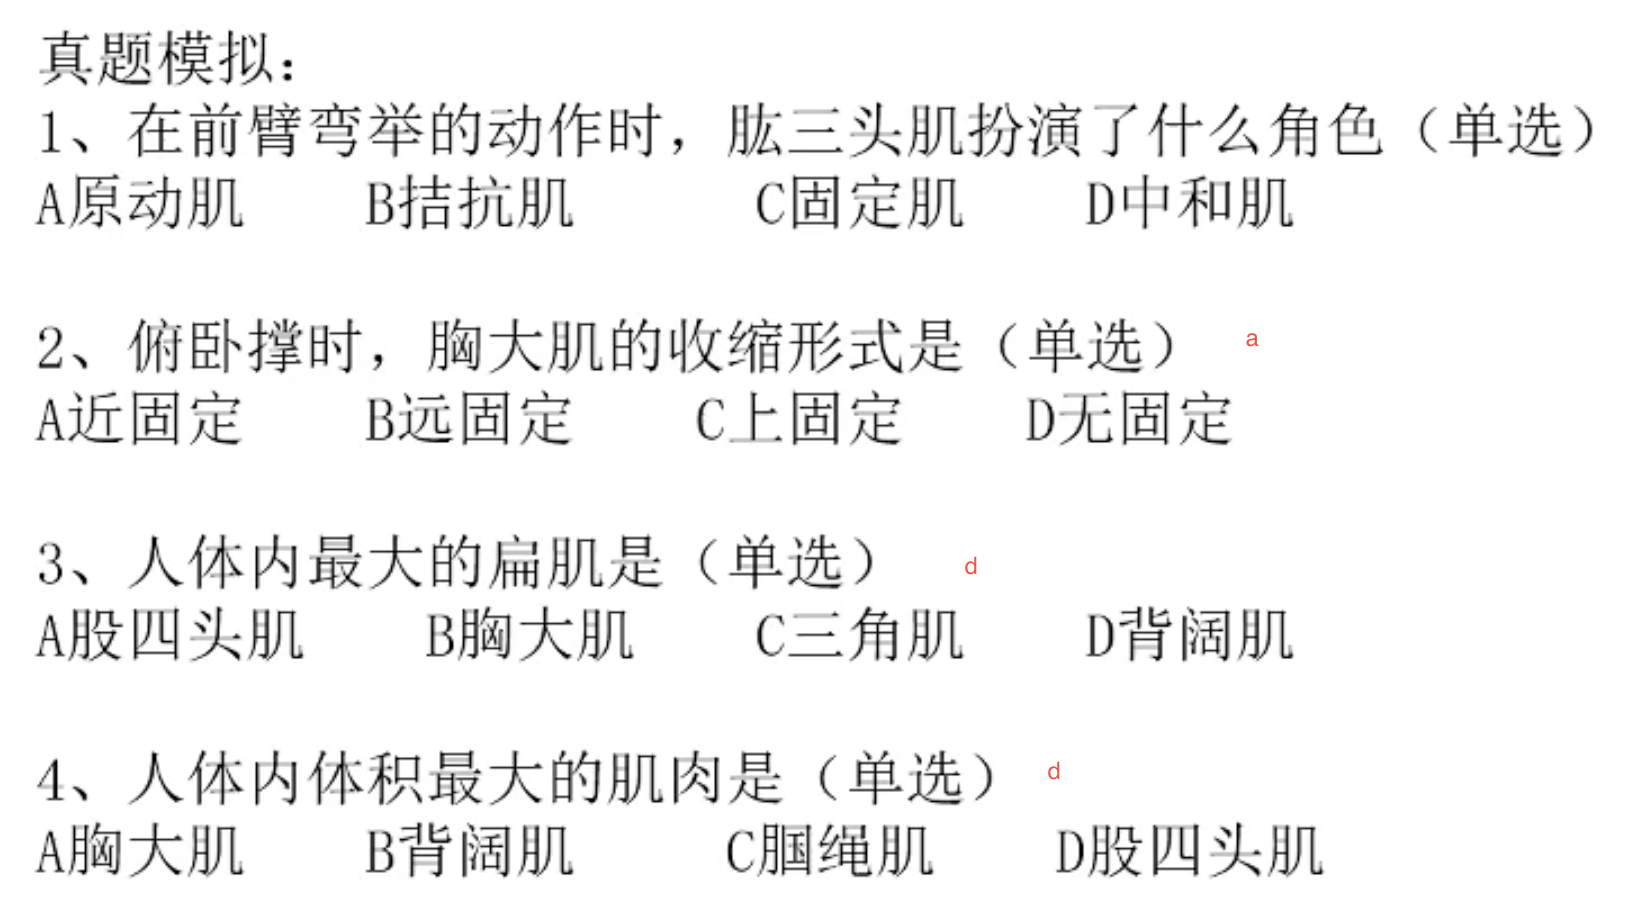 真题模拟：
1、在前臂弯举的动作时，肱三头肌扮演了什么角色（单选）
A原动肌 B拮抗肌 C固定肌 D中和肌
2、俯卧撑时，胸大肌的收缩形式是（单选） a
A近固定 B远固定 C上固定 D无固定
3、人体内最大的扁肌是（单选） d
A股四头肌 B胸大肌 C三角肌 D背阔肌
4、人体内体积最大的肌肉是（单选） d
A胸大肌 B背阔肌 C腘绳肌 D股四头肌